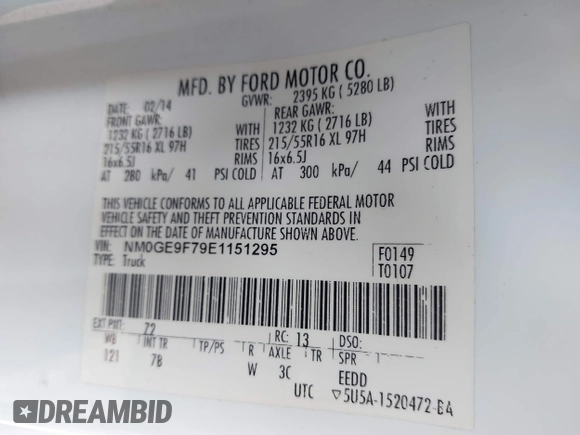 MFD. BY FORD MOTOR CO.
DATE: 02/14 GVWR: 2395 KG ( 5280 LB)
FRONT GAWR: REAR GAWR:
1232 KG ( 2716 LB) WITH 1232 KG ( 2716 LB) WITH
215/55R16 XL 97H TIRES 215/55R16 XL 97H TIRES
16x6.5J RIMS 16x6.5J RIMS
AT 280 kPa/ 41 PSI COLD AT 300 kPa/ 44 PSI COLD
THIS VEHICLE CONFORMS TO ALL APPLICABLE FEDERAL MOTOR
VEHICLE SAFETY AND THEFT PREVENTION STANDARDS IN
EFFECT ON THE DATE OF MANUFACTURE SHOWN ABOVE.
VIN: NM0GE9F79E1151295 F0149
TYPE: Truck T0107
EXT PNT: Z2 RC: 13 DSO:
WB INT TR TP/PS R AXLE TR SPR
121 7B W 3C EEDD
UTC ▽5U5A-1520472-BA
DREAMBID